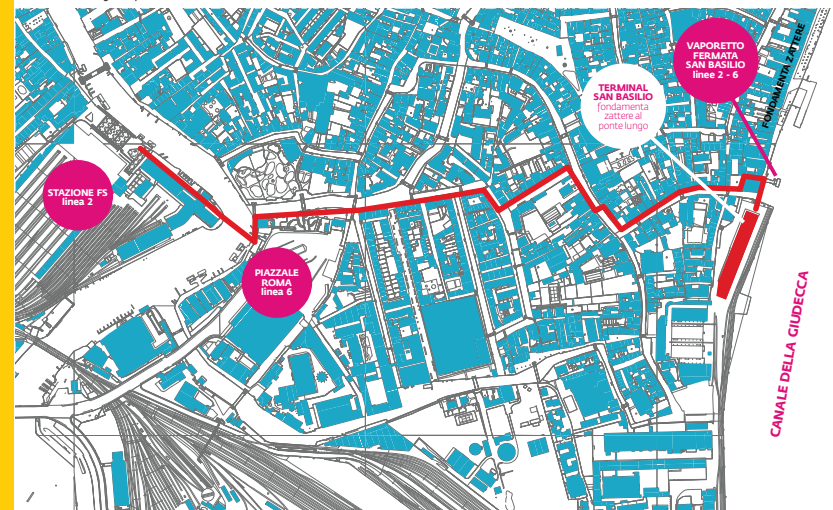 VAPORETTO
FERMATA
SAN BASILIO
linee 2 - 6
FONDAMENTA ZATTERE
TERMINAL
SAN BASILIO
fondamenta
zattere al
ponte lungo
STAZIONE FS
linea 2
PIAZZALE
ROMA
linea 6
CANALE DELLA GIUDECCA